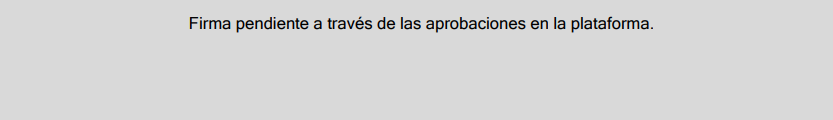 Firma pendiente a través de las aprobaciones en la plataforma.